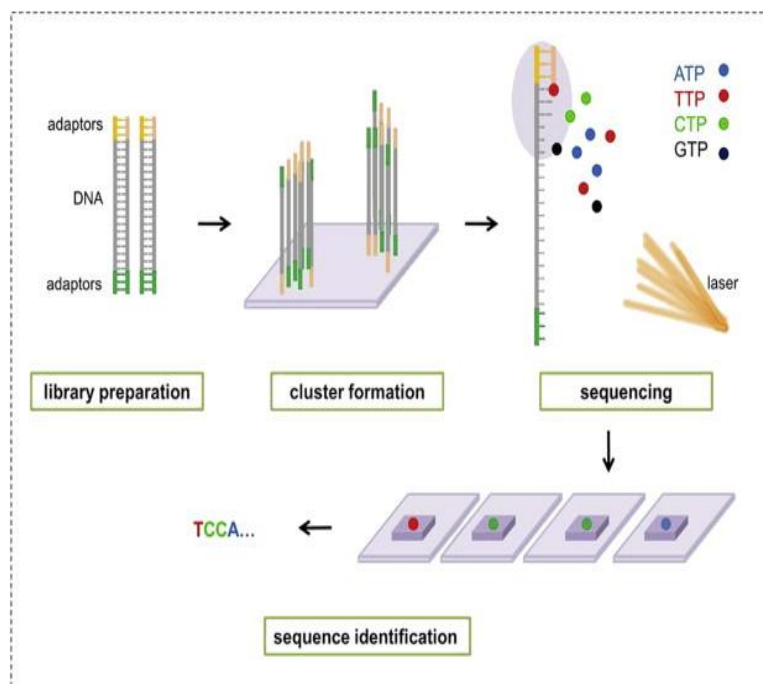 adaptors
DNA
adaptors
library preparation
cluster formation
ATP
TTP
CTP
GTP
laser
sequencing
TCCA...
sequence identification